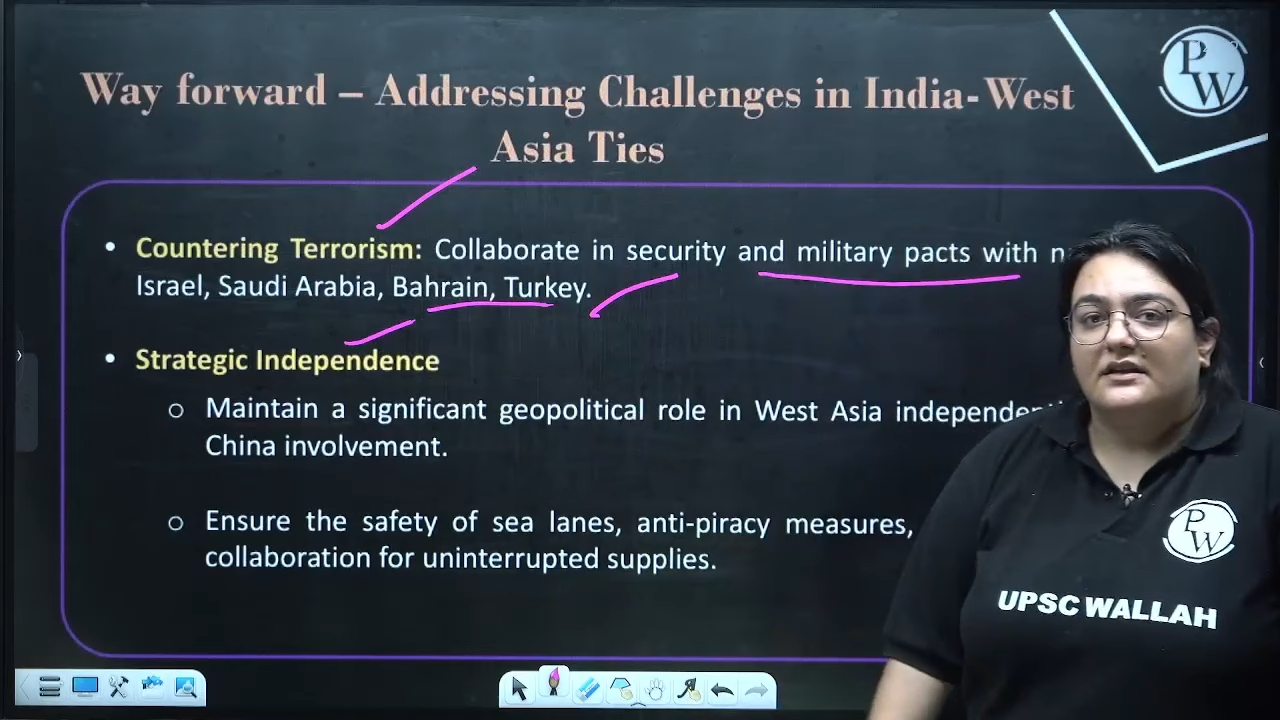 Way forward – Addressing Challenges in India-West
Asia Ties
PW
• Countering Terrorism: Collaborate in security and military pacts with
Israel, Saudi Arabia, Bahrain, Turkey.
• Strategic Independence
o Maintain a significant geopolitical role in West Asia
China involvement.
o Ensure the safety of sea lanes, anti-piracy measures,
collaboration for uninterrupted supplies.
PW
UPSC WALLAH